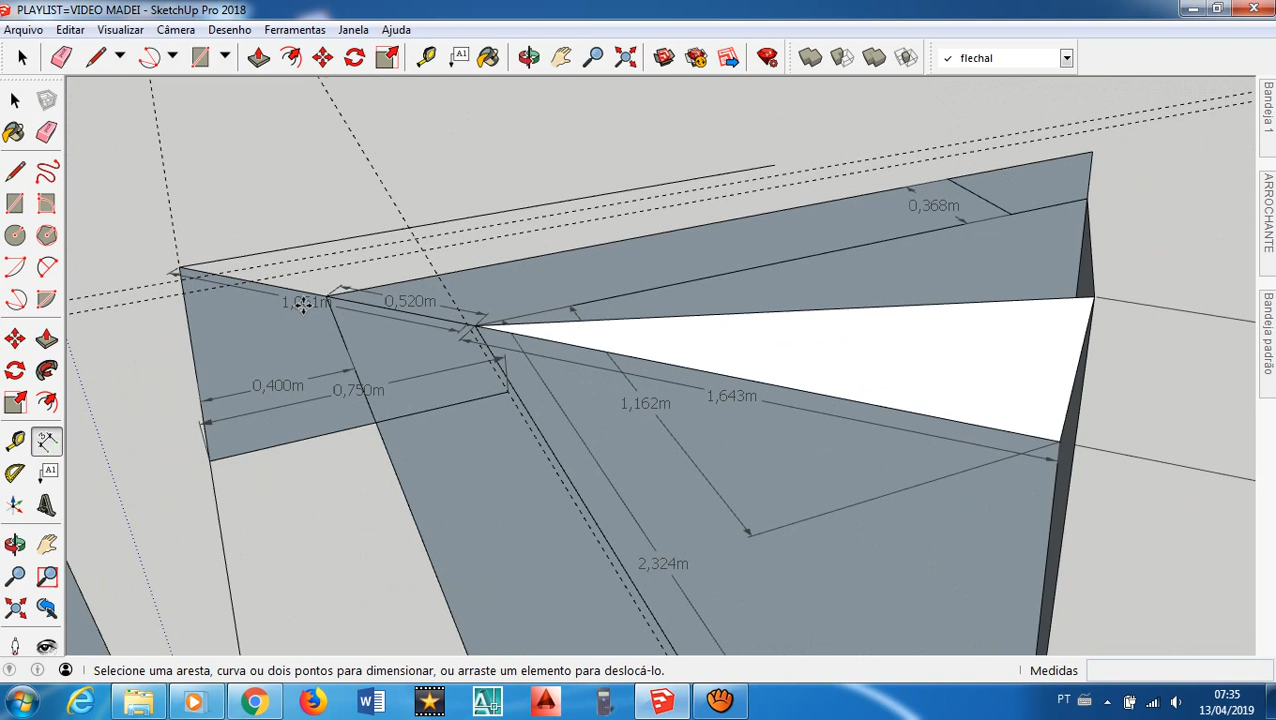 PLAYLIST=VIDEO MADEI - SketchUp Pro 2018
Arquivo Editar Visualizar Câmera Desenho Ferramentas Janela Ajuda
A1
✓ flechal
Bandeja 1
ARROCHANTE
Bandeja padrão
0,368m
0,520m
0,400m
0,750m
1,162m
1,643m
2,324m
A1
Selecione uma aresta, curva ou dois pontos para dimensionar, ou arraste um elemento para deslocá-lo.
Medidas
PT
07:35
13/04/2019